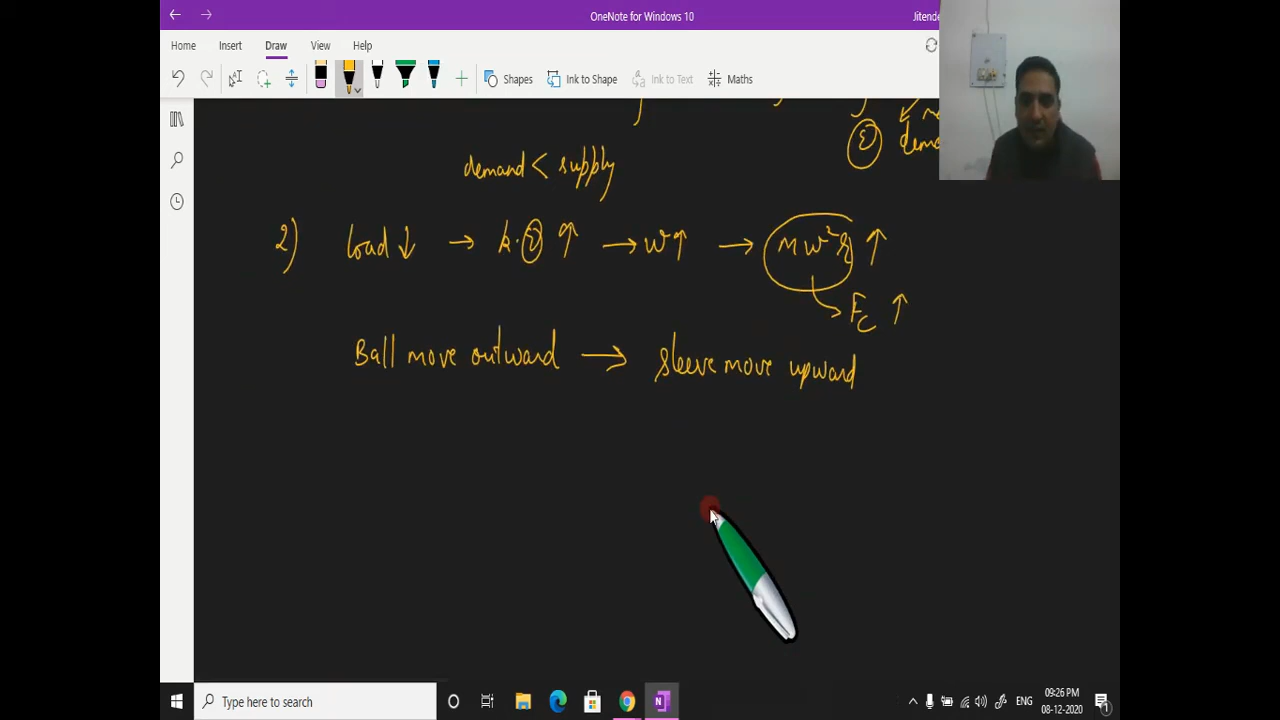 OneNote for Windows 10
Jitende
Home Insert Draw View Help
Shapes Ink to Shape Ink to Text Maths
demand < supply
2) load ↓ → k.E ↑ → w ↑ → mw²r ↑
Fc ↑
Ball move outward → sleeve move upward
Type here to search
ENG
09:26 PM
08-12-2020